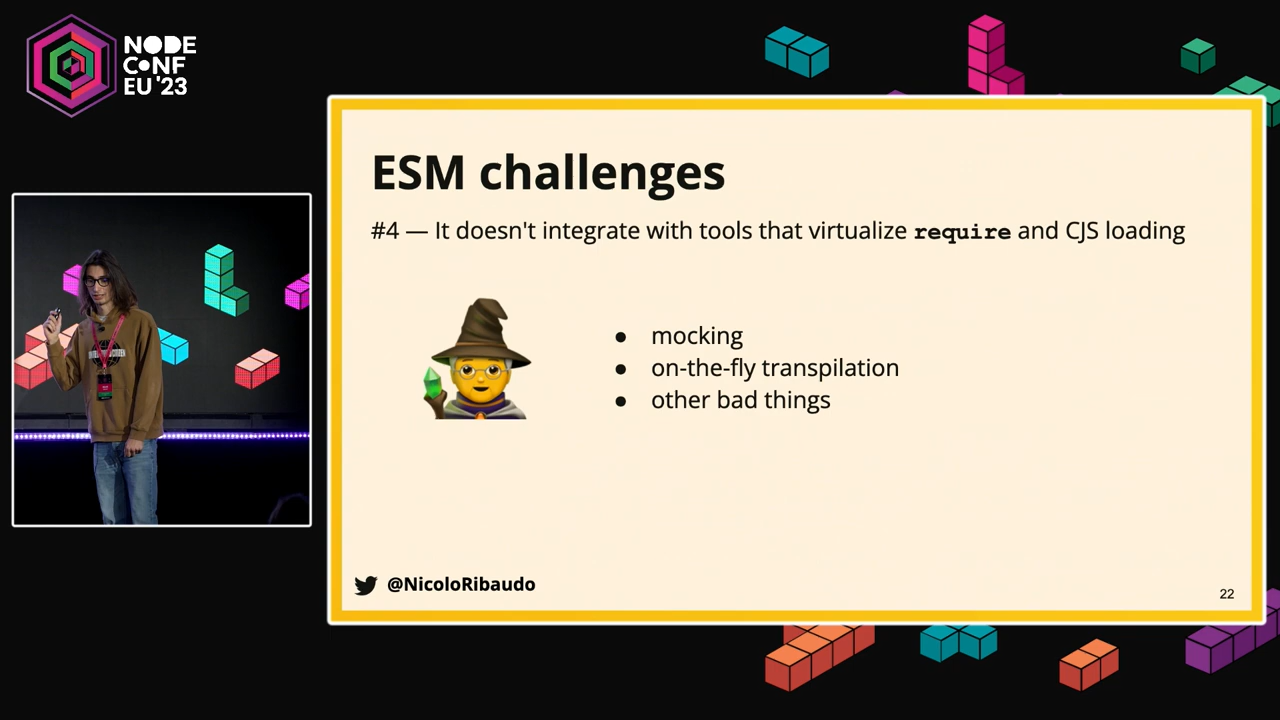 NODE
CONF
EU '23
ESM challenges
#4 — It doesn't integrate with tools that virtualize require and CJS loading
● mocking
● on-the-fly transpilation
● other bad things
@NicoloRibaudo
22